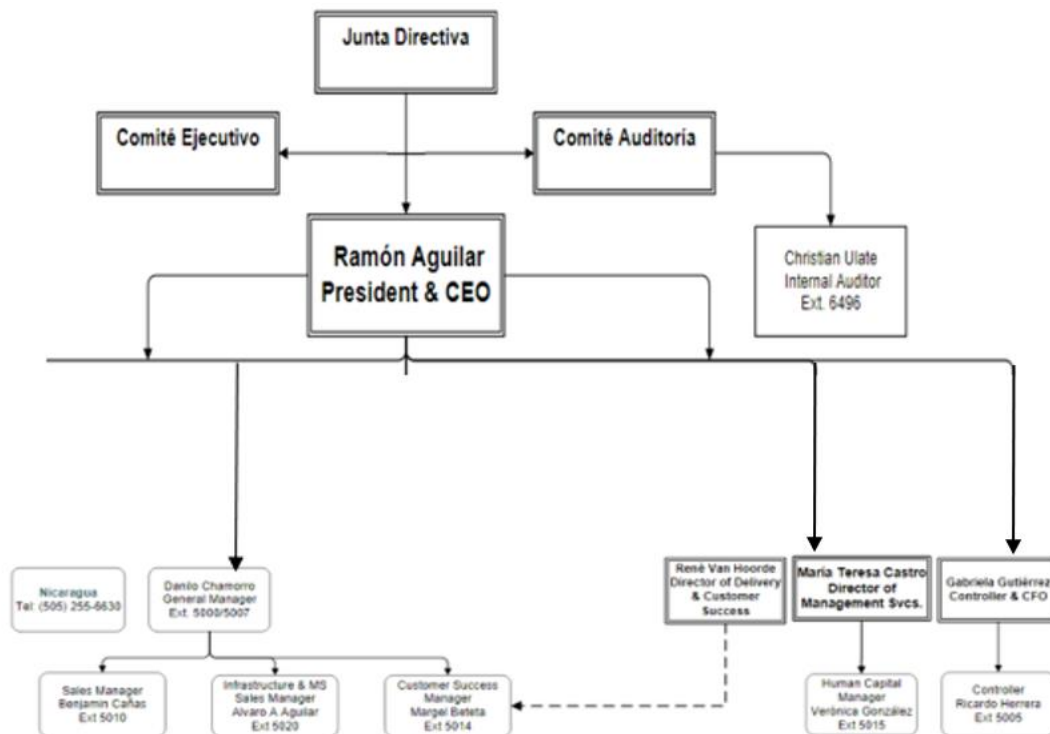 Junta Directiva
Comité Ejecutivo
Comité Auditoría
Ramón Aguilar
President & CEO
Christian Ulate
Internal Auditor
Ext. 6496
Nicaragua
Tel: (505) 255-6630
Danilo Chamorro
General Manager
Ext. 5000/5007
René Van Hoorde
Director of Delivery
& Customer
Success
María Teresa Castro
Director of
Management Svcs.
Gabriela Gutiérrez
Controller & CFO
Sales Manager
Benjamin Cañas
Ext 5010
Infrastructure & MS
Sales Manager
Alvaro A Aguilar
Ext 5020
Customer Success
Manager
Margel Beteta
Ext 5014
Human Capital
Manager
Verónica González
Ext 5015
Controller
Ricardo Herrera
Ext 5005